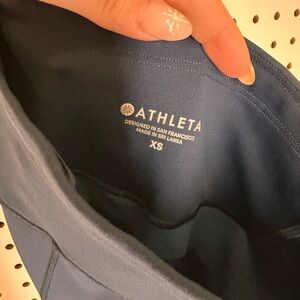 ATHLETA
DESIGNED IN SAN FRANCISCO
MADE IN SRI LANKA
XS